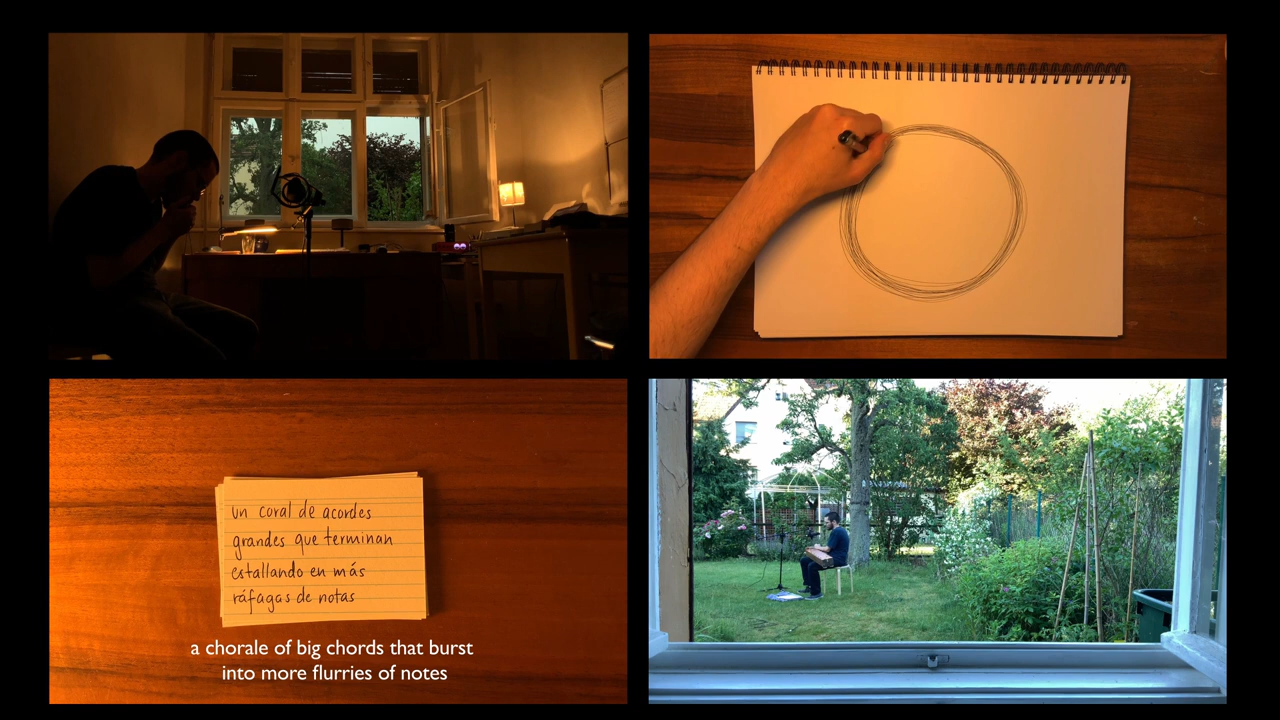 un coral de acordes
grandes que terminan
estallando en más
ráfagas de notas
a chorale of big chords that burst
into more flurries of notes